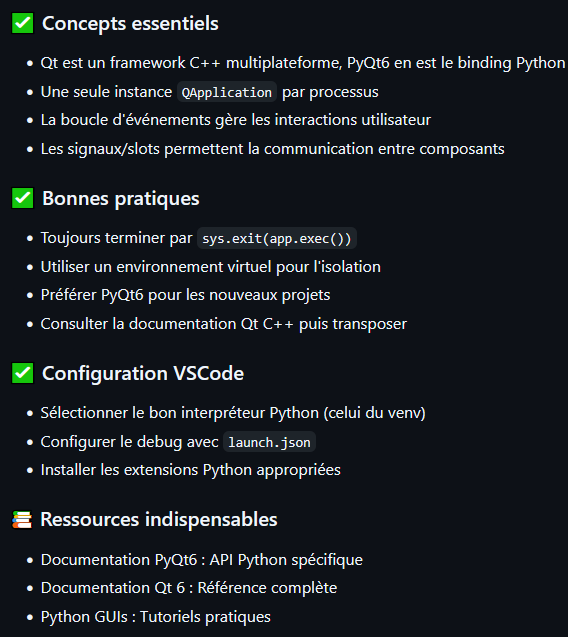 ✅ Concepts essentiels
• Qt est un framework C++ multiplateforme, PyQt6 en est le binding Python
• Une seule instance QApplication par processus
• La boucle d'événements gère les interactions utilisateur
• Les signaux/slots permettent la communication entre composants
✅ Bonnes pratiques
• Toujours terminer par sys.exit(app.exec())
• Utiliser un environnement virtuel pour l'isolation
• Préférer PyQt6 pour les nouveaux projets
• Consulter la documentation Qt C++ puis transposer
✅ Configuration VSCode
• Sélectionner le bon interpréteur Python (celui du venv)
• Configurer le debug avec launch.json
• Installer les extensions Python appropriées
📚 Ressources indispensables
• Documentation PyQt6 : API Python spécifique
• Documentation Qt 6 : Référence complète
• Python GUIs : Tutoriels pratiques